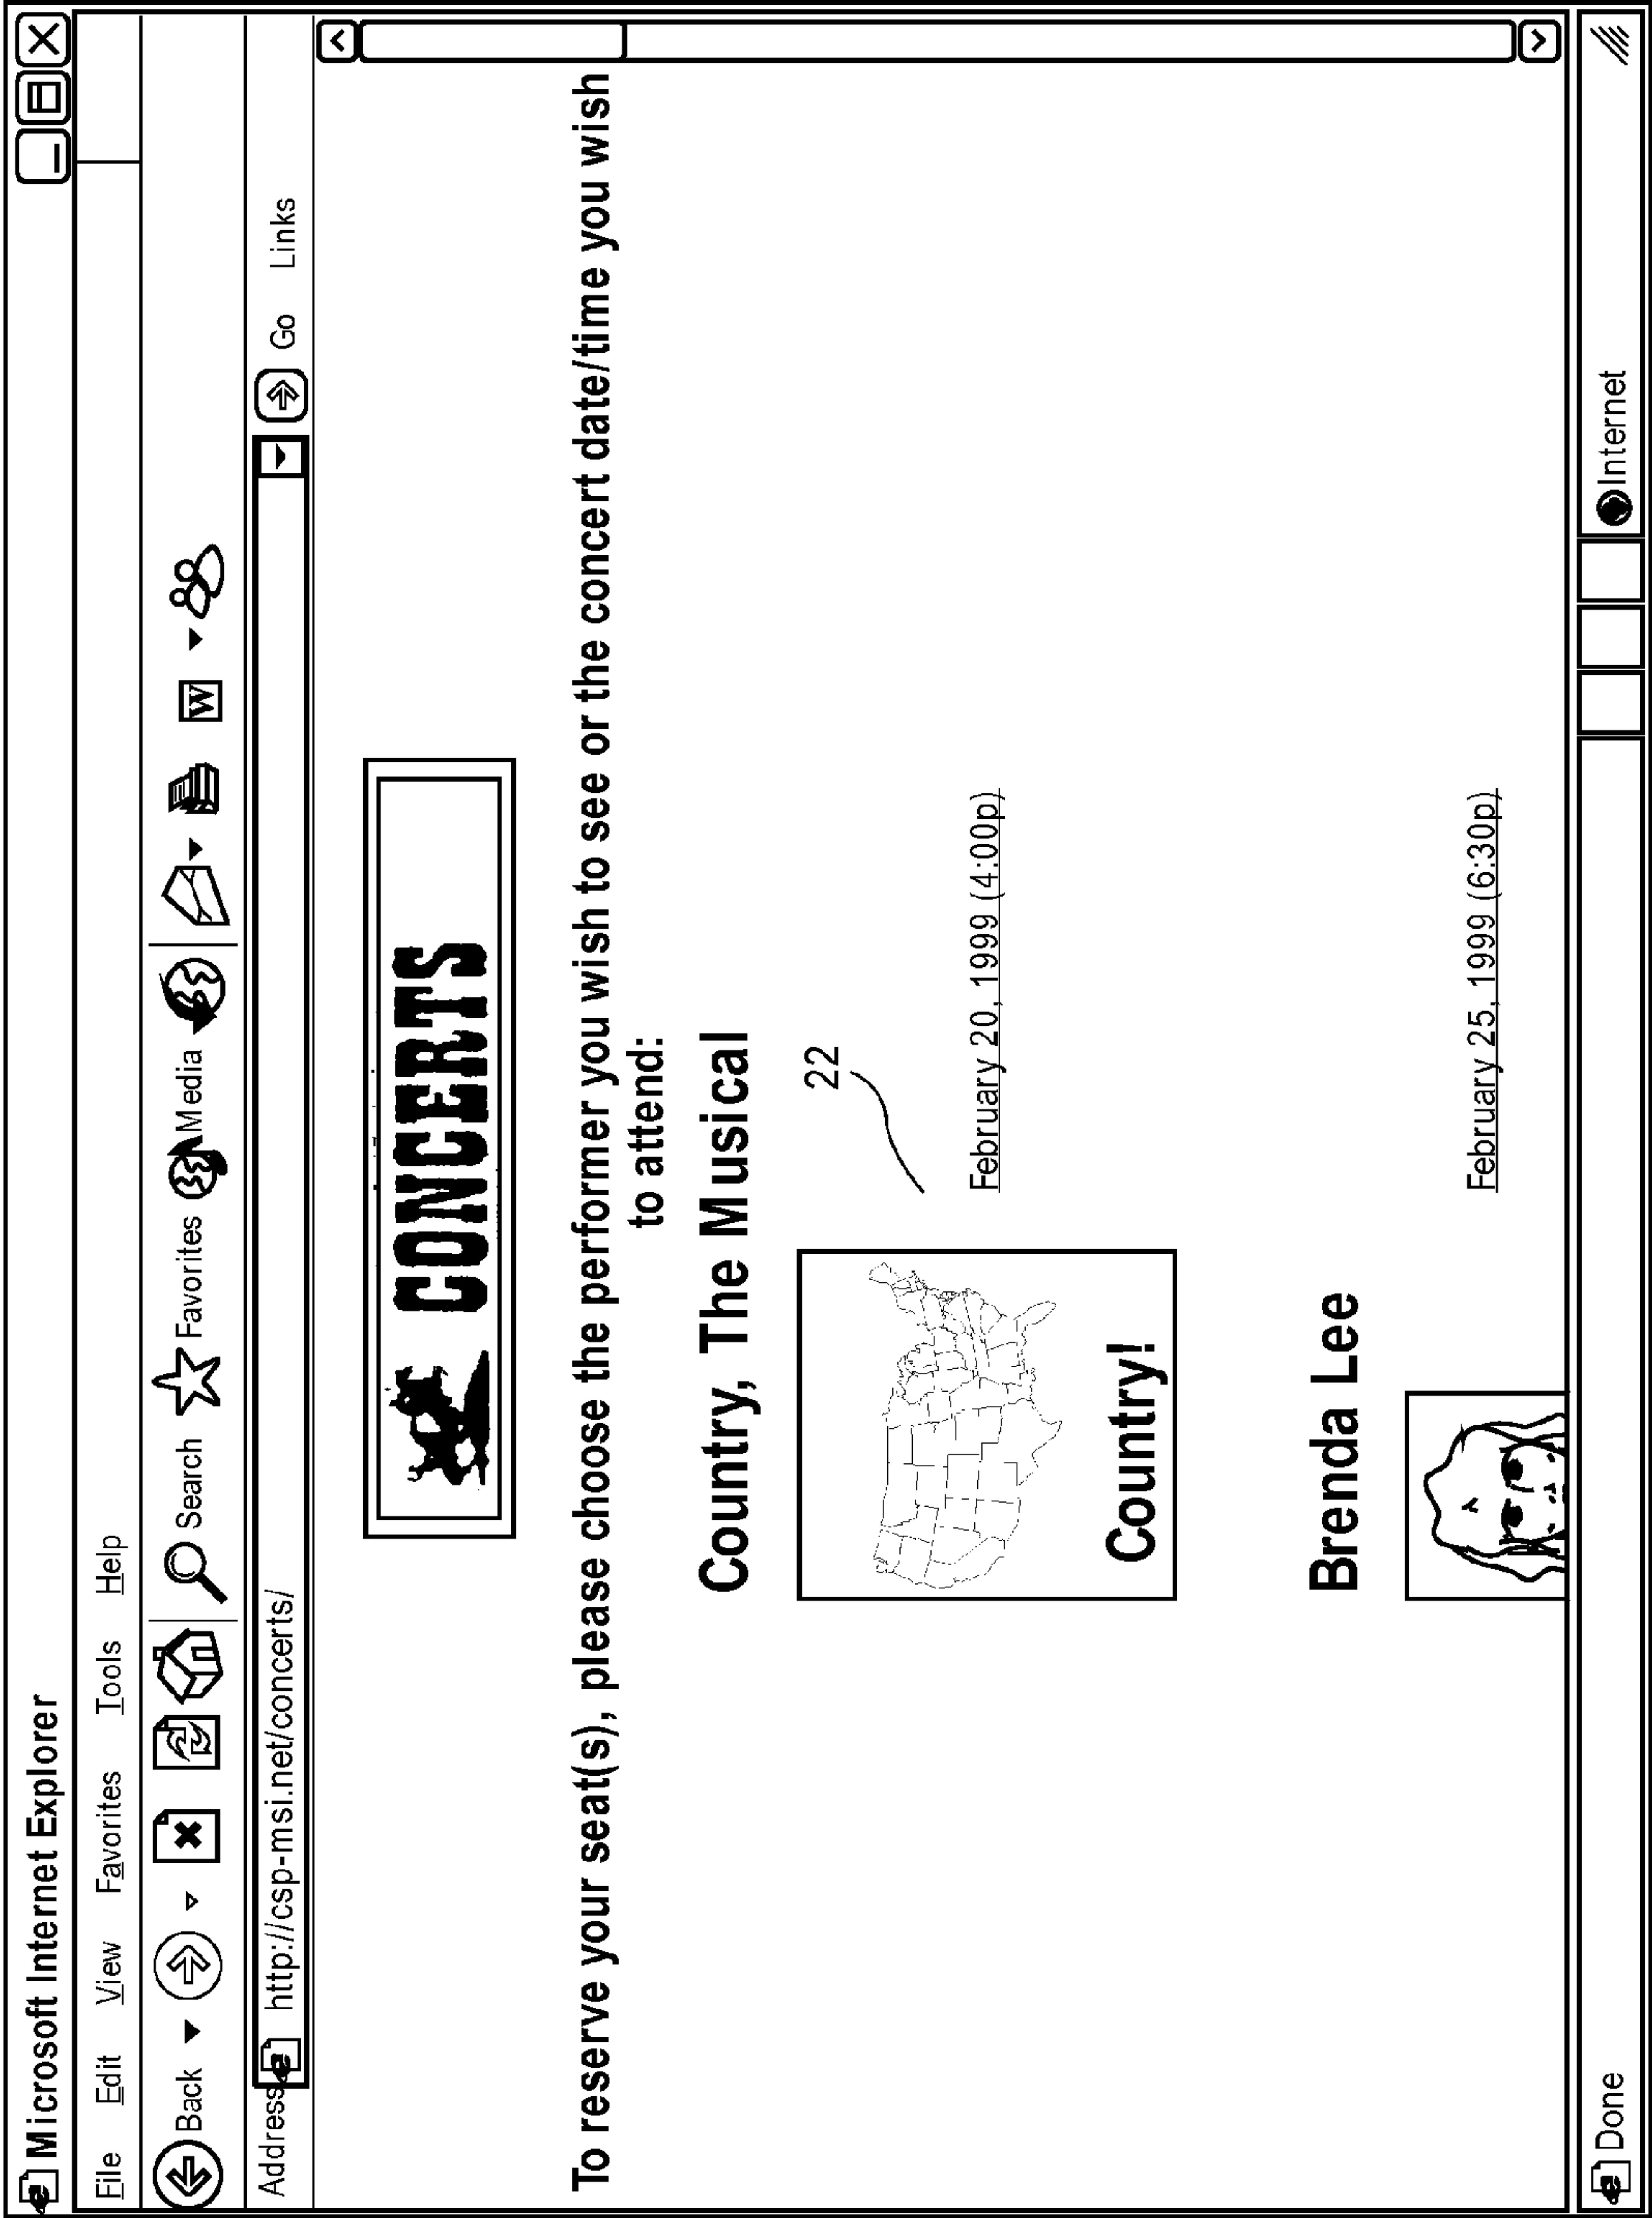 Microsoft Internet Explorer
File Edit View Favorites Tools Help
Back Search Favorites Media W
Address http://csp-msi.net/concerts/ Go Links
CONCERTS
To reserve your seat(s), please choose the performer you wish to see or the concert date/time you wish
to attend:
Country, The Musical
22
February 20, 1999 (4:00p)
Country!
Brenda Lee
February 25, 1999 (6:30p)
Done Internet